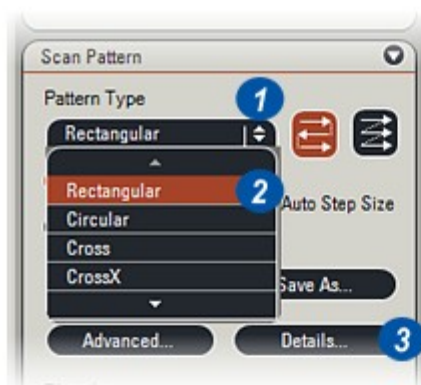 Scan Pattern
Pattern Type
1
Rectangular
Rectangular
2
Circular
Auto Step Size
Cross
CrossX
Save As...
Advanced...
Details...
3